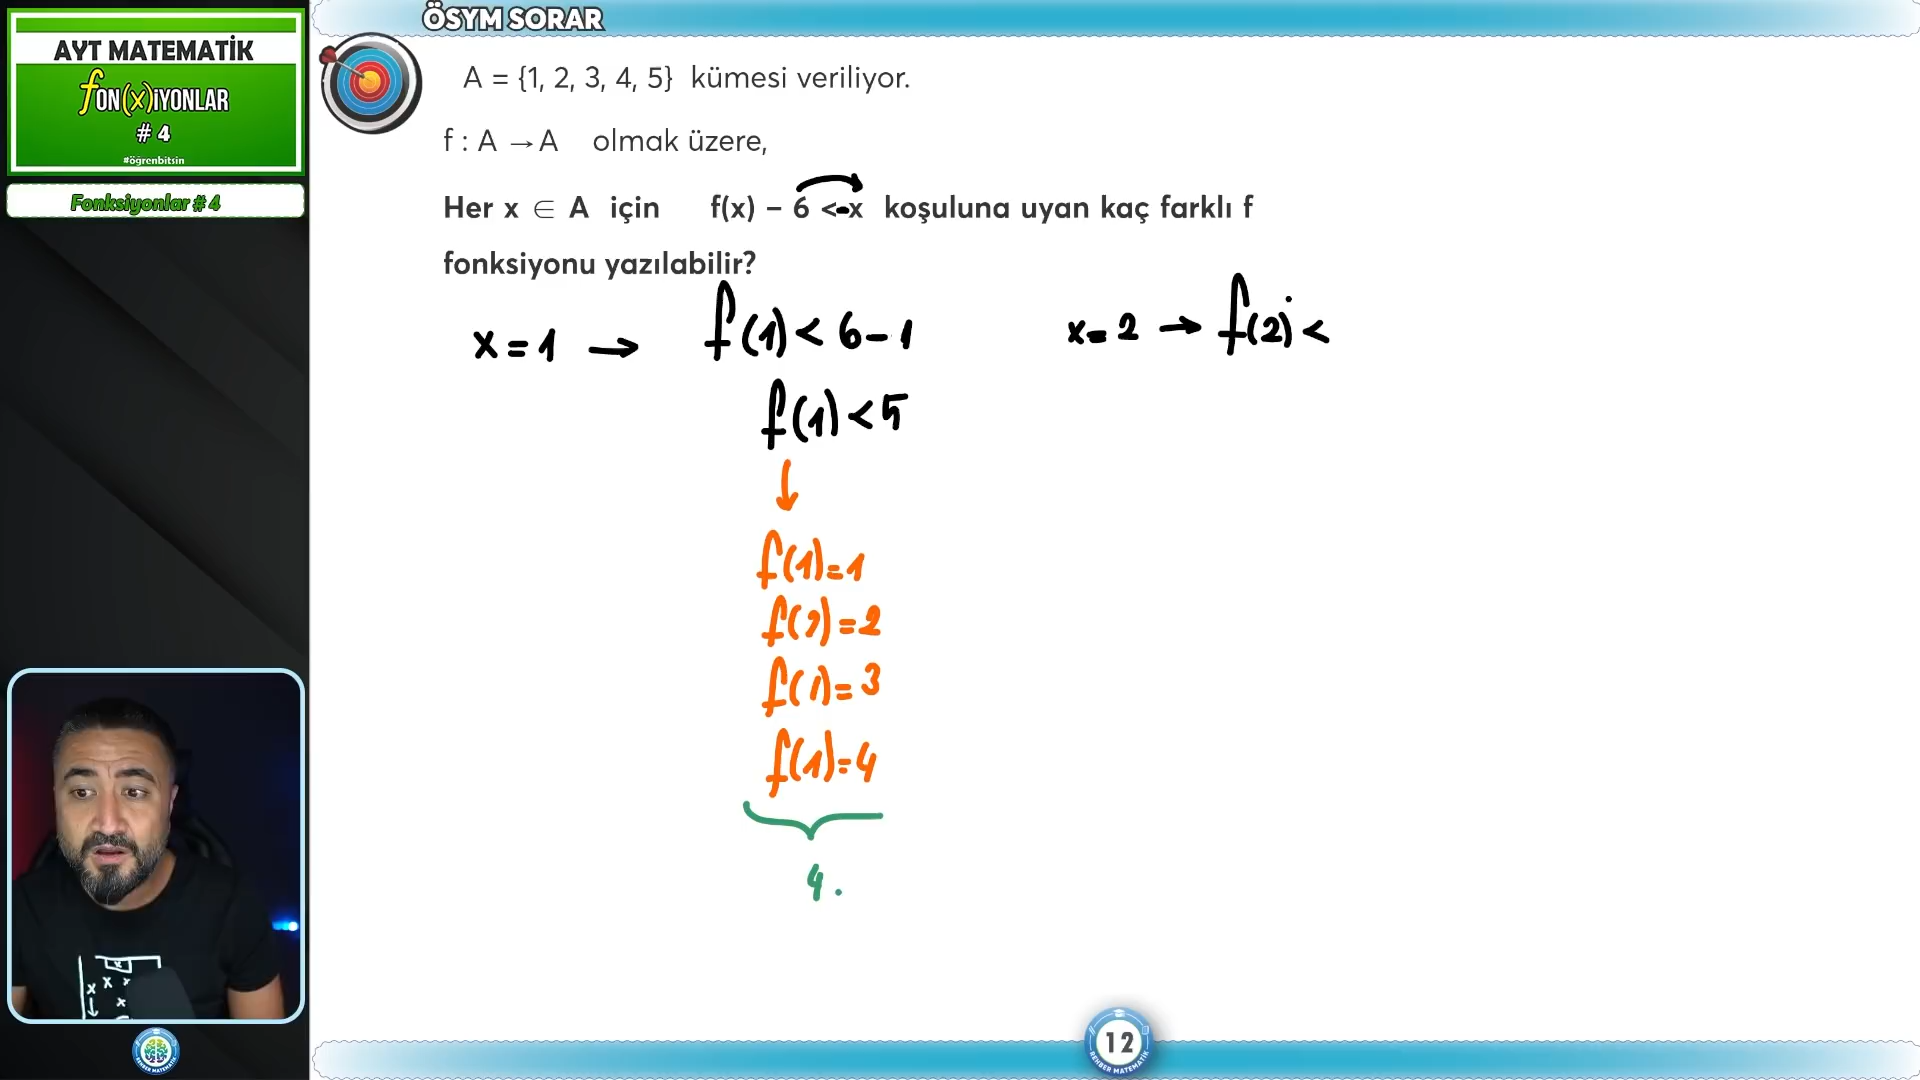 ÖSYM SORAR
AYT MATEMATİK
fON(x)İYONLAR
# 4
#öğrenbitsin
Fonksiyonlar # 4
A = {1, 2, 3, 4, 5} kümesi veriliyor.
f : A → A olmak üzere,
Her x ∈ A için f(x) – 6 < -x koşuluna uyan kaç farklı f
fonksiyonu yazılabilir?
x = 1 → f(1) < 6 - 1
f(1) < 5
f(1) = 1
f(1) = 2
f(1) = 3
f(1) = 4
4 .
x = 2 → f(2) <
12
REHBER MATEMATİK